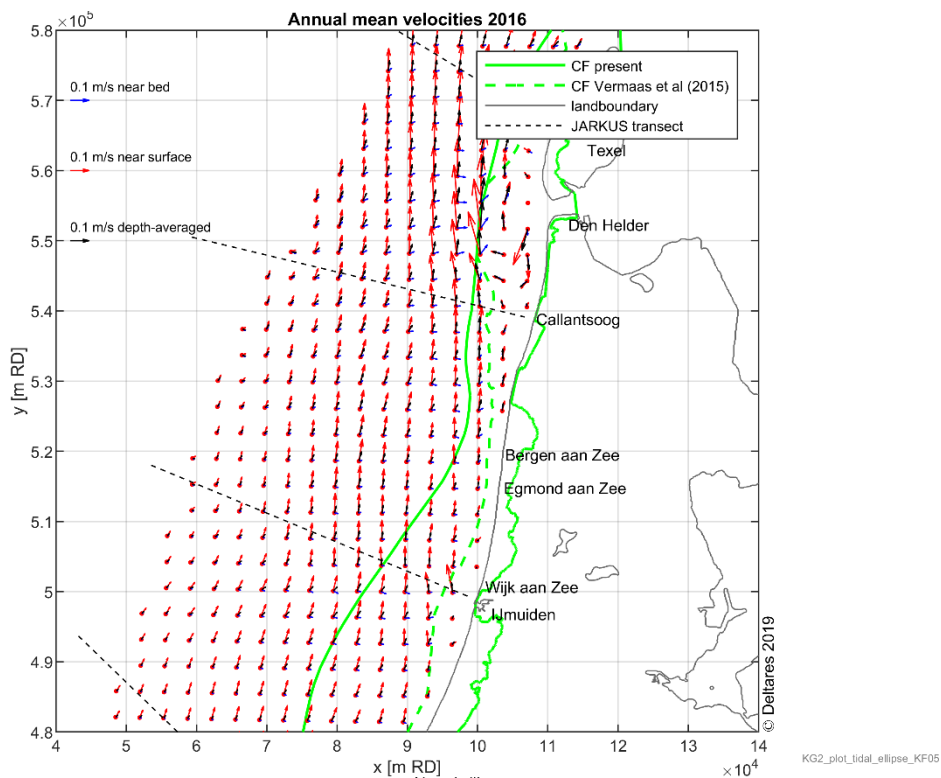 Annual mean velocities 2016
×10⁵
5.8
5.7
5.6
5.5
5.4
5.3
5.2
5.1
5
4.9
4.8
y [m RD]
0.1 m/s near bed
0.1 m/s near surface
0.1 m/s depth-averaged
CF present
CF Vermaas et al (2015)
landboundary
JARKUS transect
Texel
Den Helder
Callantsoog
Bergen aan Zee
Egmond aan Zee
Wijk aan Zee
IJmuiden
© Deltares 2019
4 5 6 7 8 9 10 11 12 13 14
x [m RD]
×10⁴
KG2_plot_tidal_ellipse_KF05